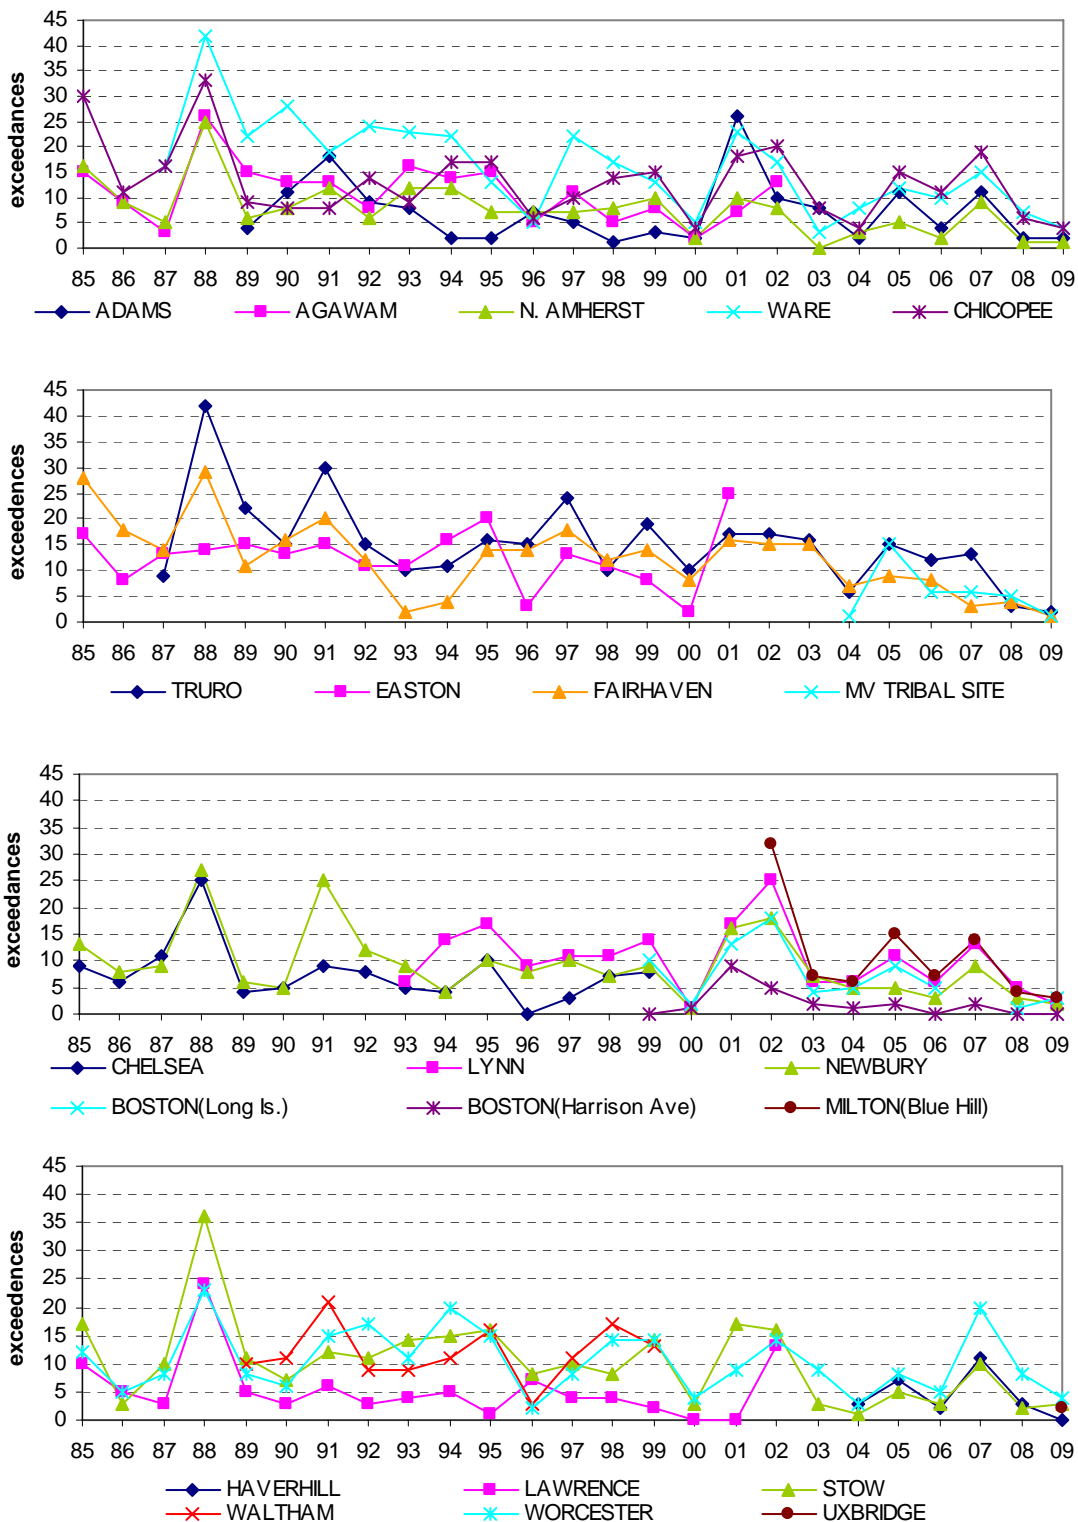 45
40
35
30
25
20
15
10
5
0
exceedances
85 86 87 88 89 90 91 92 93 94 95 96 97 98 99 00 01 02 03 04 05 06 07 08 09
ADAMS AGAWAM N. AMHERST WARE CHICOPEE
45
40
35
30
25
20
15
10
5
0
exceedences
85 86 87 88 89 90 91 92 93 94 95 96 97 98 99 00 01 02 03 04 05 06 07 08 09
TRURO EASTON FAIRHAVEN MV TRIBAL SITE
45
40
35
30
25
20
15
10
5
0
exceedances
85 86 87 88 89 90 91 92 93 94 95 96 97 98 99 00 01 02 03 04 05 06 07 08 09
CHELSEA LYNN NEWBURY
BOSTON(Long Is.) BOSTON(Harrison Ave) MILTON(Blue Hill)
45
40
35
30
25
20
15
10
5
0
exceedances
85 86 87 88 89 90 91 92 93 94 95 96 97 98 99 00 01 02 03 04 05 06 07 08 09
HAVERHILL LAWRENCE STOW
WALTHAM WORCESTER UXBRIDGE